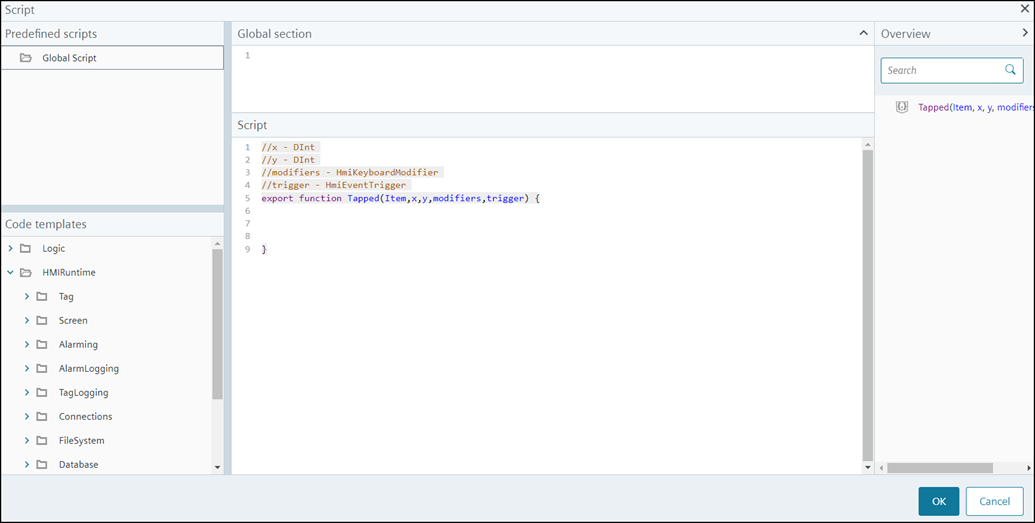 Script
Predefined scripts
Global Script
Code templates
Logic
HMIRuntime
Tag
Screen
Alarming
AlarmLogging
TagLogging
Connections
FileSystem
Database
Global section
1
Script
1 //x - DInt
2 //y - DInt
3 //modifiers - HmiKeyboardModifier
4 //trigger - HmiEventTrigger
5 export function Tapped(Item,x,y,modifiers,trigger) {
6
7
8
9 }
Overview
Search
Tapped(Item, x, y, modifiers
OK
Cancel